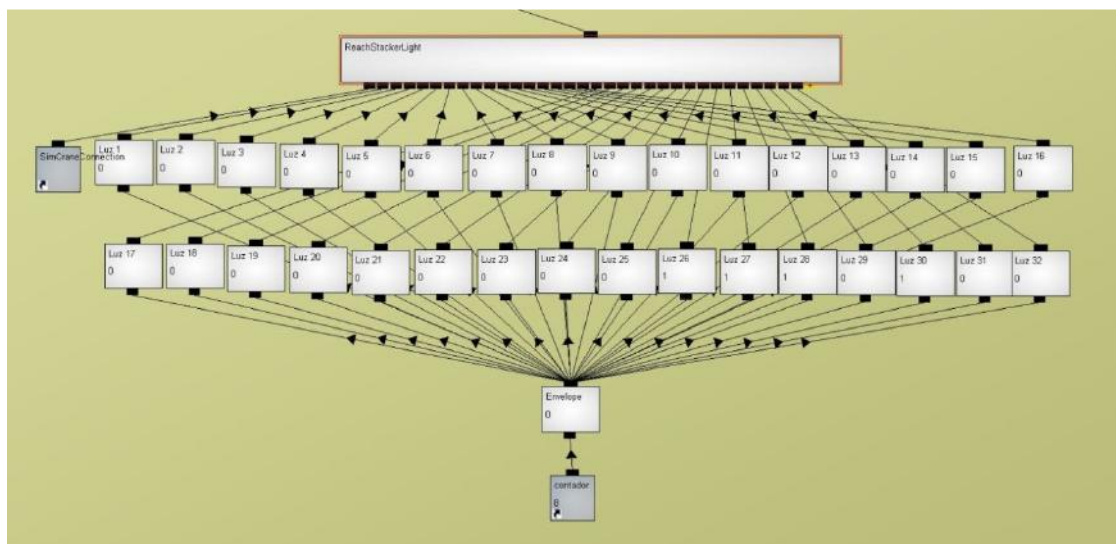 ReachStackerLight
SimCraneConnection
Luz 1
0
Luz 2
0
Luz 3
0
Luz 4
0
Luz 5
0
Luz 6
0
Luz 7
0
Luz 8
0
Luz 9
0
Luz 10
0
Luz 11
0
Luz 12
0
Luz 13
0
Luz 14
0
Luz 15
0
Luz 16
0
Luz 17
0
Luz 18
0
Luz 19
0
Luz 20
0
Luz 21
0
Luz 22
0
Luz 23
0
Luz 24
0
Luz 25
0
Luz 26
1
Luz 27
1
Luz 28
1
Luz 29
0
Luz 30
1
Luz 31
0
Luz 32
0
Envelope
0
contador
8